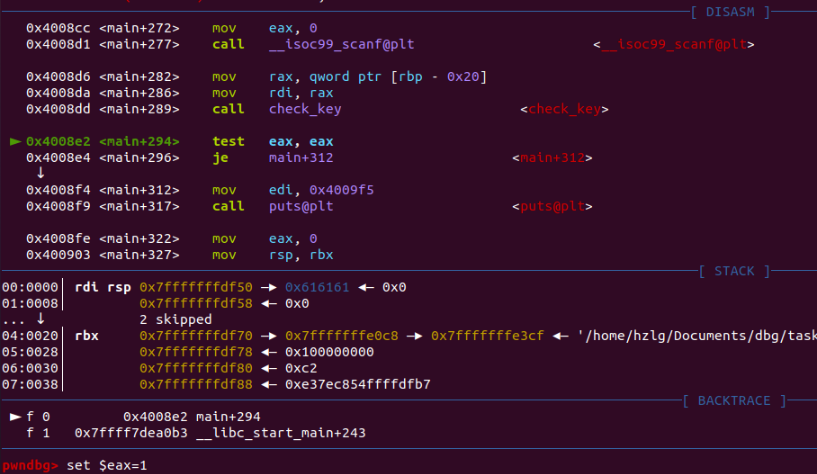 [ DISASM ]
0x4008cc <main+272> mov eax, 0
0x4008d1 <main+277> call __isoc99_scanf@plt <__isoc99_scanf@plt>
0x4008d6 <main+282> mov rax, qword ptr [rbp - 0x20]
0x4008da <main+286> mov rdi, rax
0x4008dd <main+289> call check_key <check_key>
► 0x4008e2 <main+294> test eax, eax
0x4008e4 <main+296> je main+312 <main+312>
↓
0x4008f4 <main+312> mov edi, 0x4009f5
0x4008f9 <main+317> call puts@plt <puts@plt>
0x4008fe <main+322> mov eax, 0
0x400903 <main+327> mov rsp, rbx
[ STACK ]
00:0000│ rdi rsp 0x7fffffffdf50 —▸ 0x616161 ◂— 0x0
01:0008│ 0x7fffffffdf58 ◂— 0x0
... ↓ 2 skipped
04:0020│ rbx 0x7fffffffdf70 —▸ 0x7fffffffe0c8 —▸ 0x7fffffffe3cf ◂— '/home/hzlg/Documents/dbg/task
05:0028│ 0x7fffffffdf78 ◂— 0x100000000
06:0030│ 0x7fffffffdf80 ◂— 0xc2
07:0038│ 0x7fffffffdf88 ◂— 0xe37ec854ffffdfb7
[ BACKTRACE ]
► f 0 0x4008e2 main+294
f 1 0x7ffff7dea0b3 __libc_start_main+243
pwndbg> set $eax=1